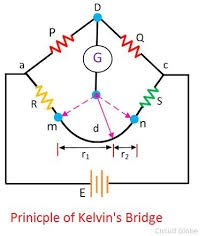 D
P
Q
G
a
c
R
S
m
n
d
r₁
r₂
E
Prinicple of Kelvin's Bridge
Circuit Globe